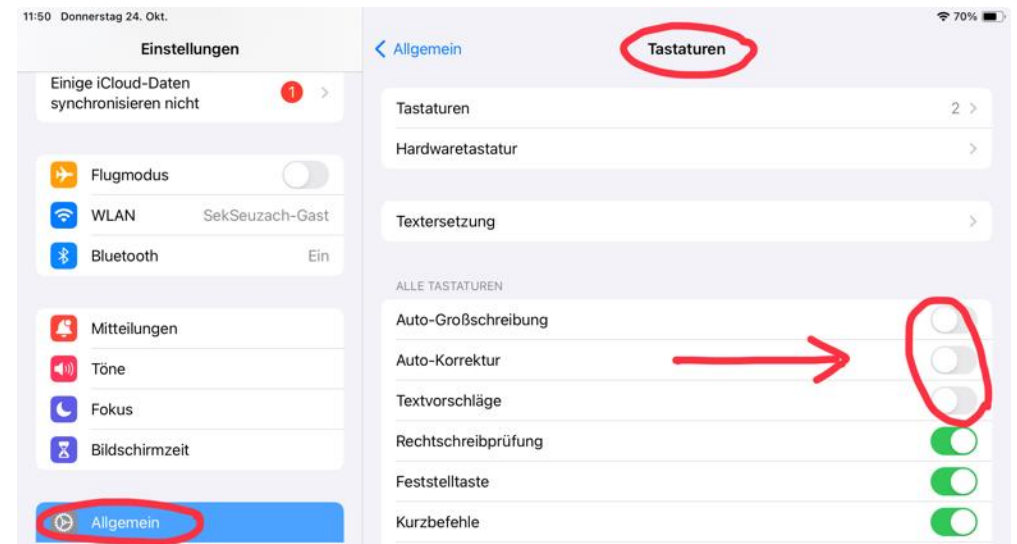 11:50 Donnerstag 24. Okt.
70%
Einstellungen
Einige iCloud-Daten
synchronisieren nicht
1
Flugmodus
WLAN SekSeuzach-Gast
Bluetooth Ein
Mitteilungen
Töne
Fokus
Bildschirmzeit
Allgemein
Allgemein
Tastaturen
Tastaturen 2
Hardwaretastatur
Textersetzung
ALLE TASTATUREN
Auto-Großschreibung
Auto-Korrektur
Textvorschläge
Rechtschreibprüfung
Feststelltaste
Kurzbefehle